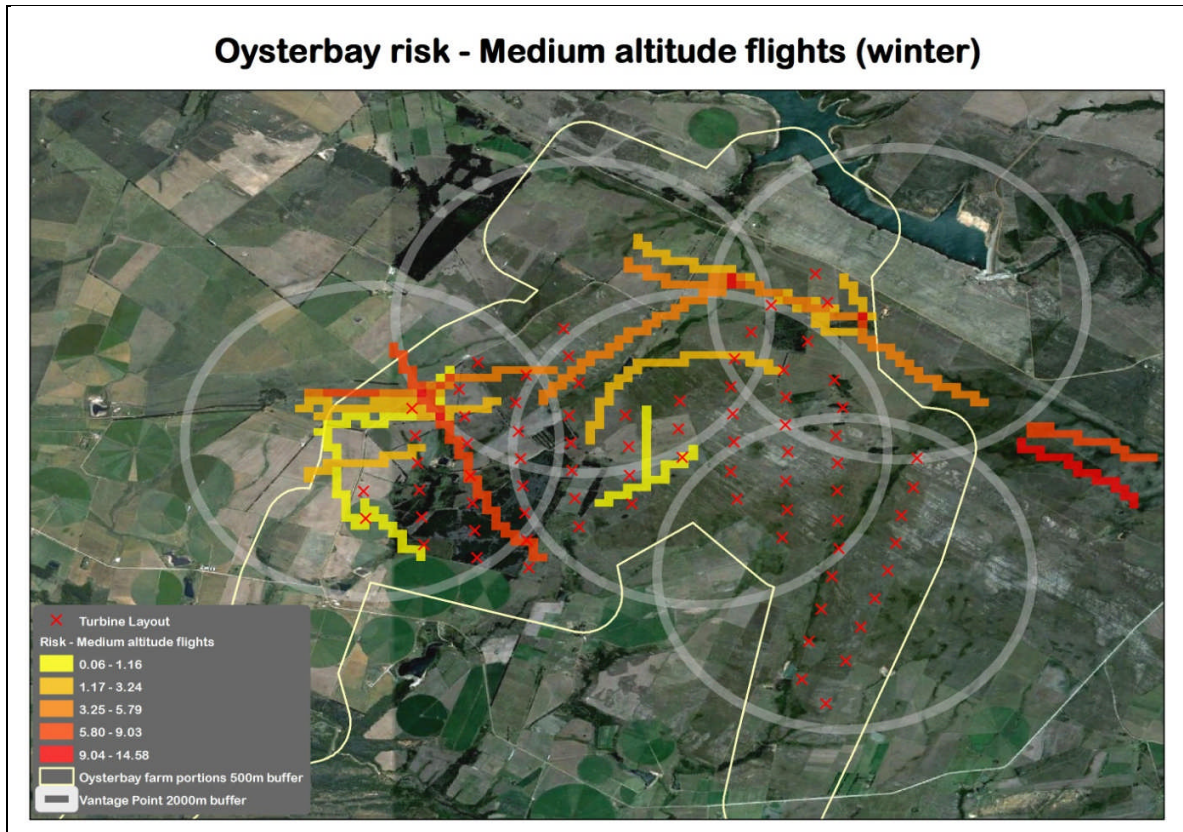 Oysterbay risk - Medium altitude flights (winter)
Turbine Layout
Risk - Medium altitude flights
0.06 - 1.16
1.17 - 3.24
3.25 - 5.79
5.80 - 9.03
9.04 - 14.58
Oysterbay farm portions 500m buffer
Vantage Point 2000m buffer